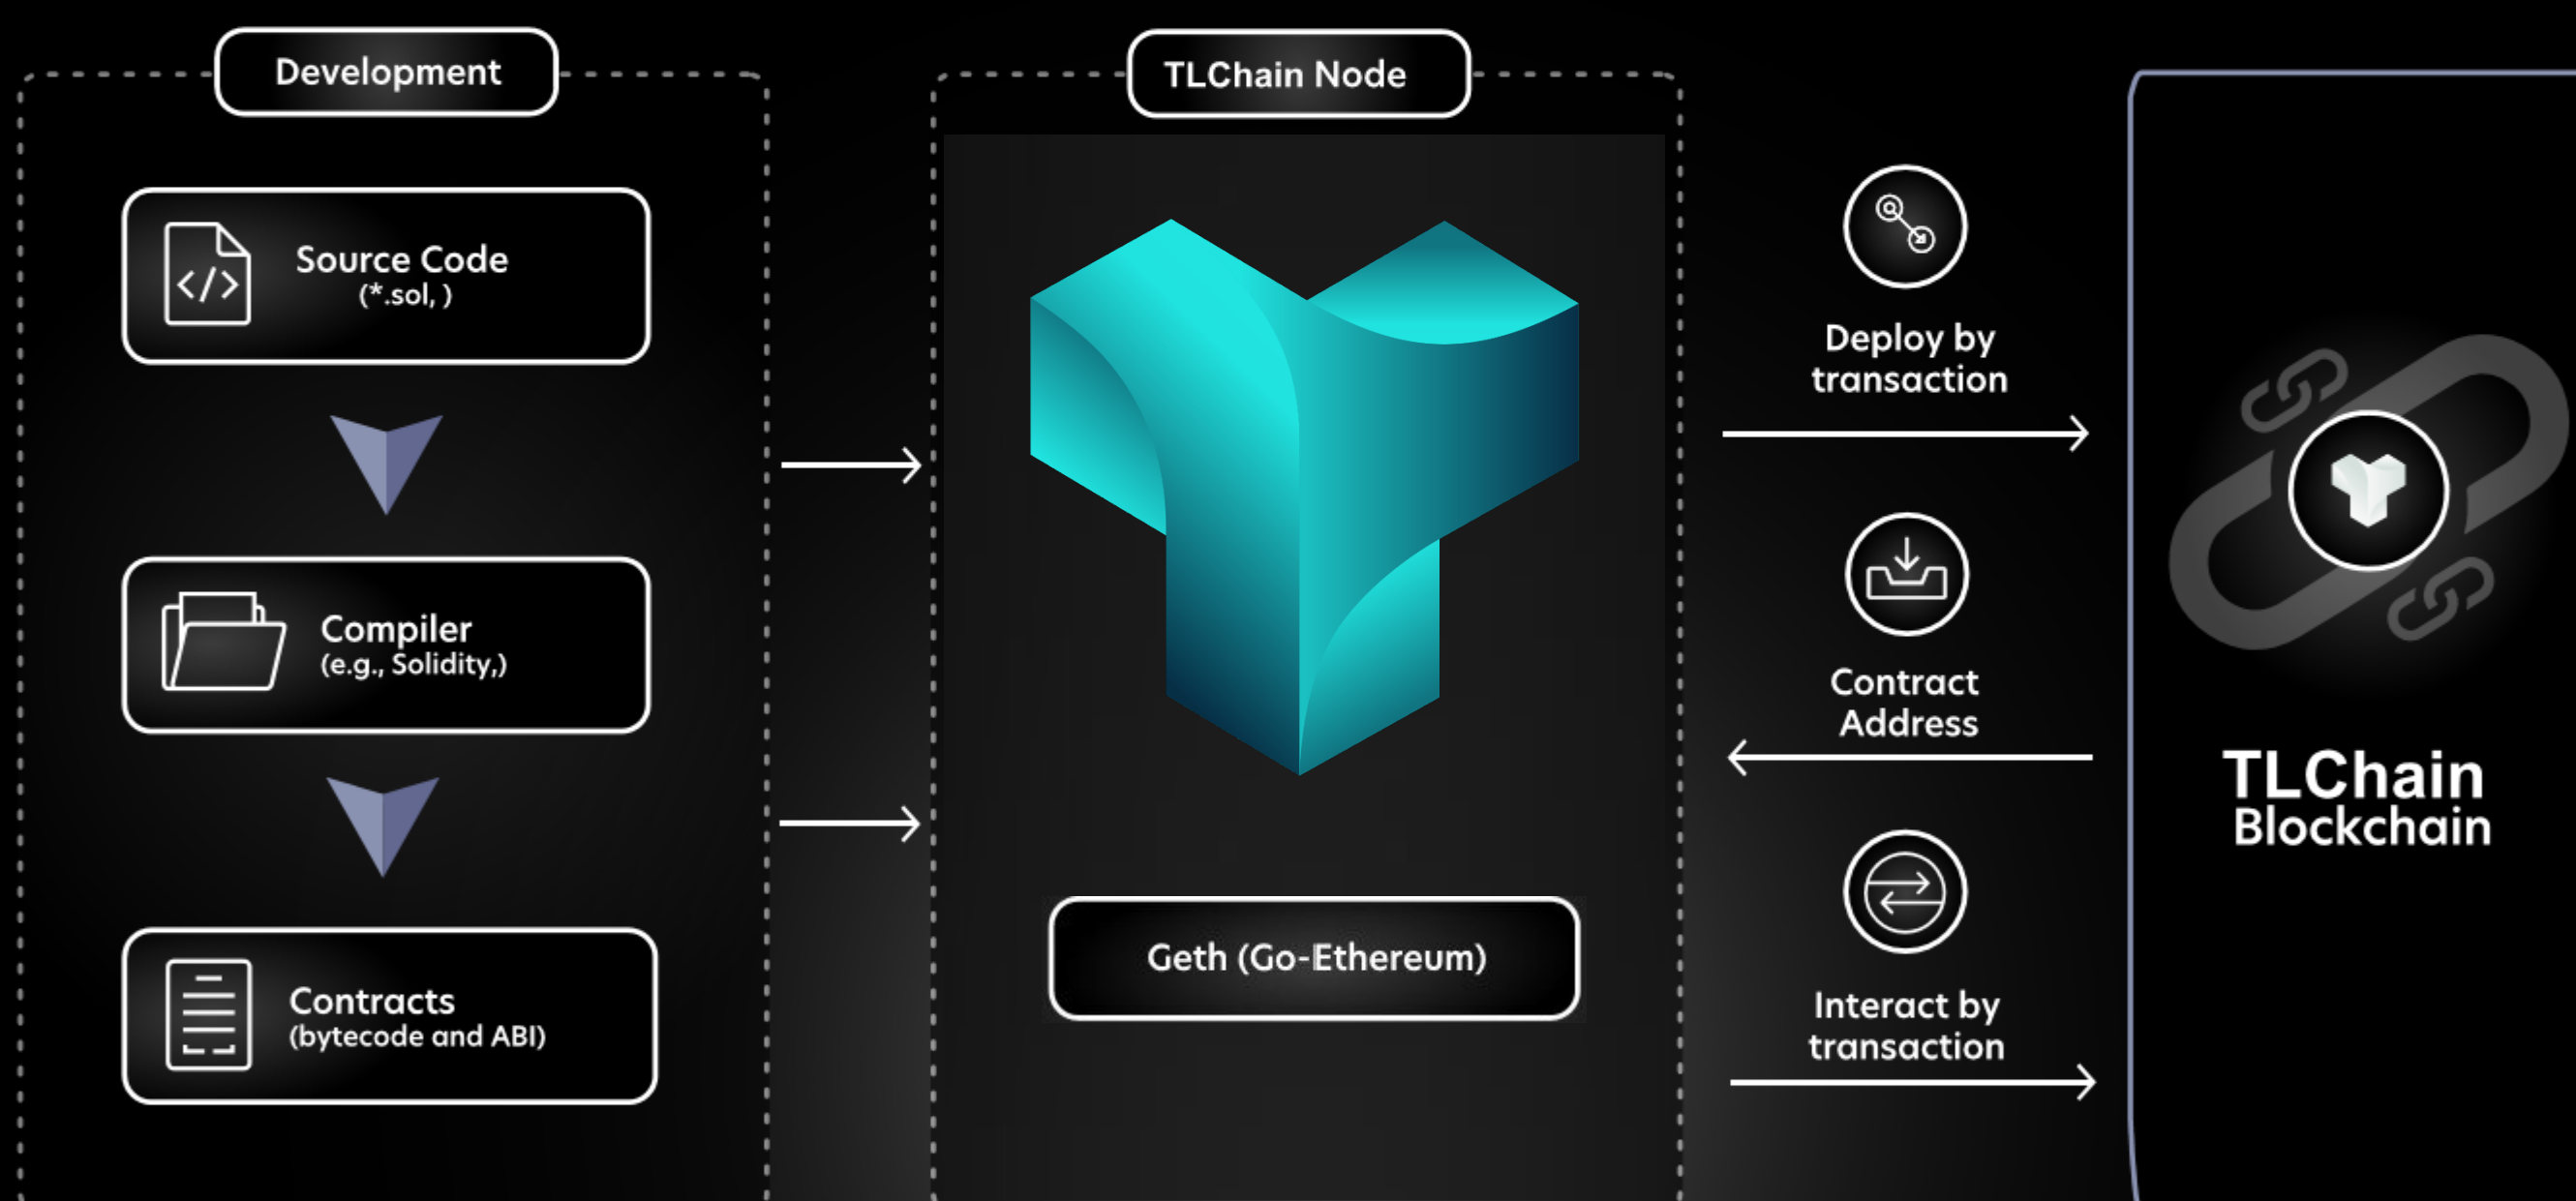 Development
Source Code
(*.sol, )
Compiler
(e.g., Solidity,)
Contracts
(bytecode and ABI)
TLChain Node
Geth (Go-Ethereum)
Deploy by
transaction
Contract
Address
Interact by
transaction
TLChain
Blockchain